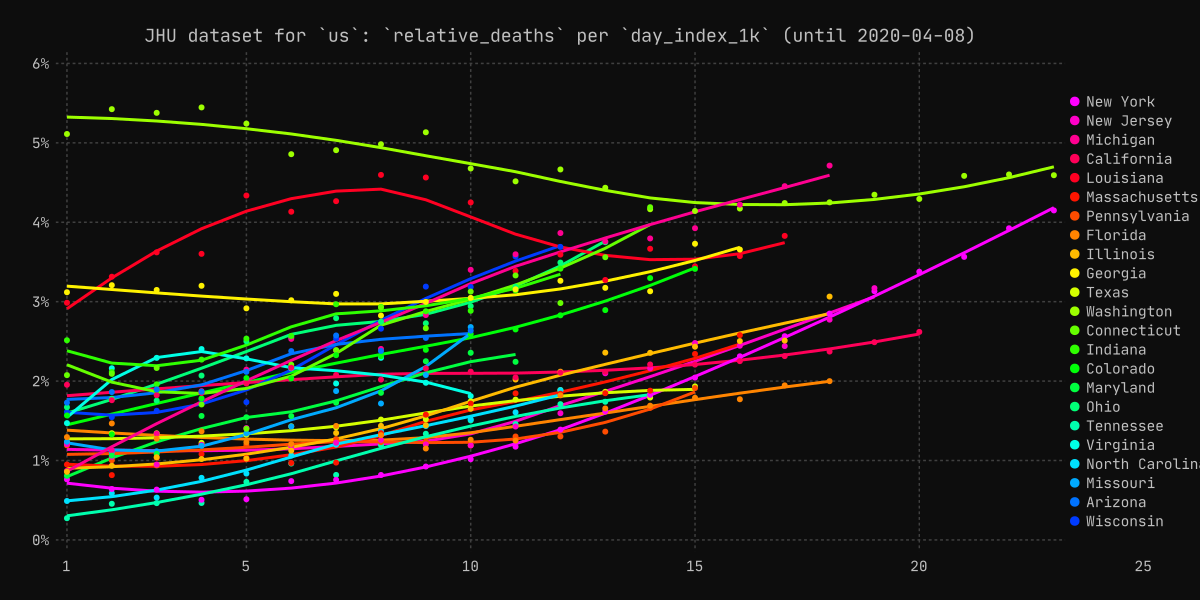 JHU dataset for `us`: `relative_deaths` per `day_index_1k` (until 2020-04-08)
6%
5%
4%
3%
2%
1%
0%
1 5 10 15 20 25
New York
New Jersey
Michigan
California
Louisiana
Massachusetts
Pennsylvania
Florida
Illinois
Georgia
Texas
Washington
Connecticut
Indiana
Colorado
Maryland
Ohio
Tennessee
Virginia
North Carolina
Missouri
Arizona
Wisconsin